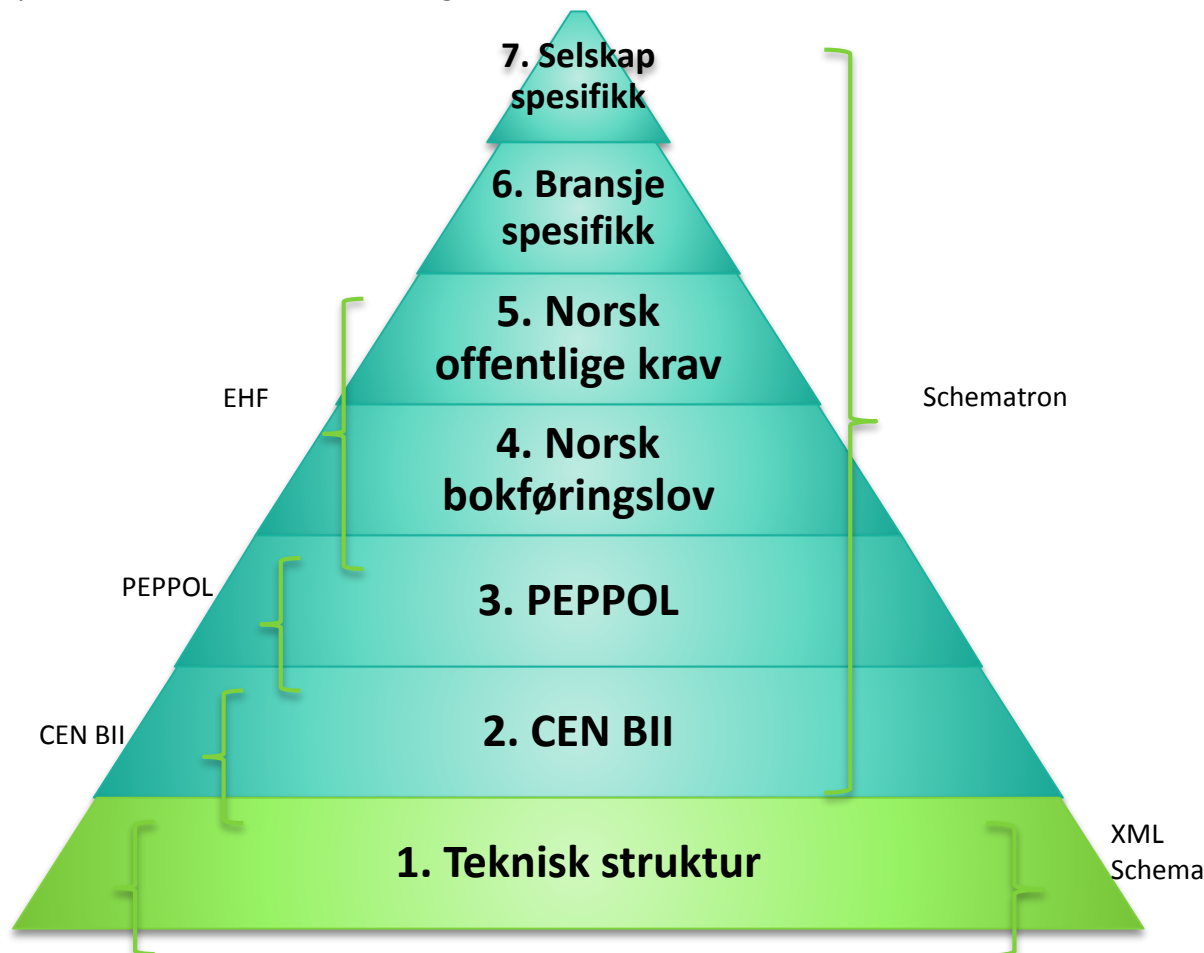 7. Selskap
spesifikk
6. Bransje
spesifikk
5. Norsk
offentlige krav
EHF
Schematron
4. Norsk
bokføringslov
PEPPOL
3. PEPPOL
CEN BII
2. CEN BII
XML
Schema
1. Teknisk struktur